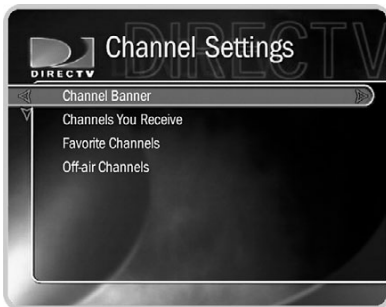 DIRECTV
Channel Settings
DIRECTV
Channel Banner
Channels You Receive
Favorite Channels
Off-air Channels